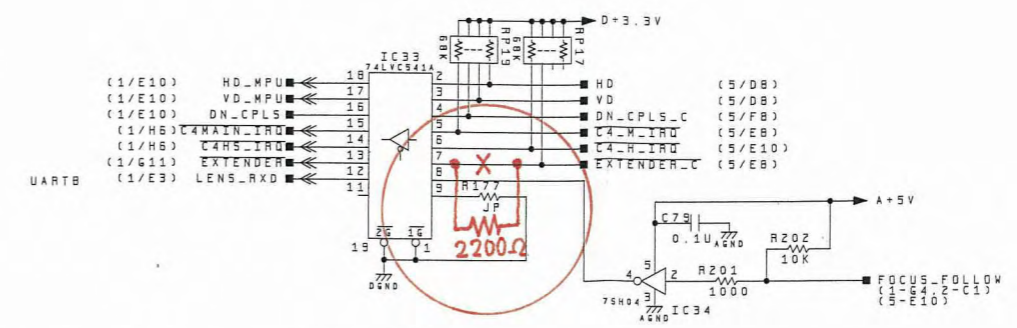 D+3.3V
68K
RP19
68K
RP17
IC33
74LVC541A
(1/E10) HD_MPU 18 2 HD (5/D8)
(1/E10) VD_MPU 17 3 VD (5/D8)
(1/E10) DN_CPLS 16 4 DN_CPLS_C (5/F8)
(1/H6) C4MAIN_IRQ 15 5 C4_M_IRQ (5/E8)
(1/H6) C4HS_IRQ 14 6 C4_H_IRQ (5/E10)
(1/G11) EXTENDER 13 7 X EXTENDER_C (5/E8)
UARTB (1/E3) LENS_RXD 12 8 R177
11 9 JP
2200Ω
19 2G 1G 1
DGND
A+5V
C79
0.1U AGND
R202
10K
5
4 2 R201 FOCUS_FOLLOW
7SH04 3 IC34 1000 (1-G4,2-C1)
AGND (5-E10)